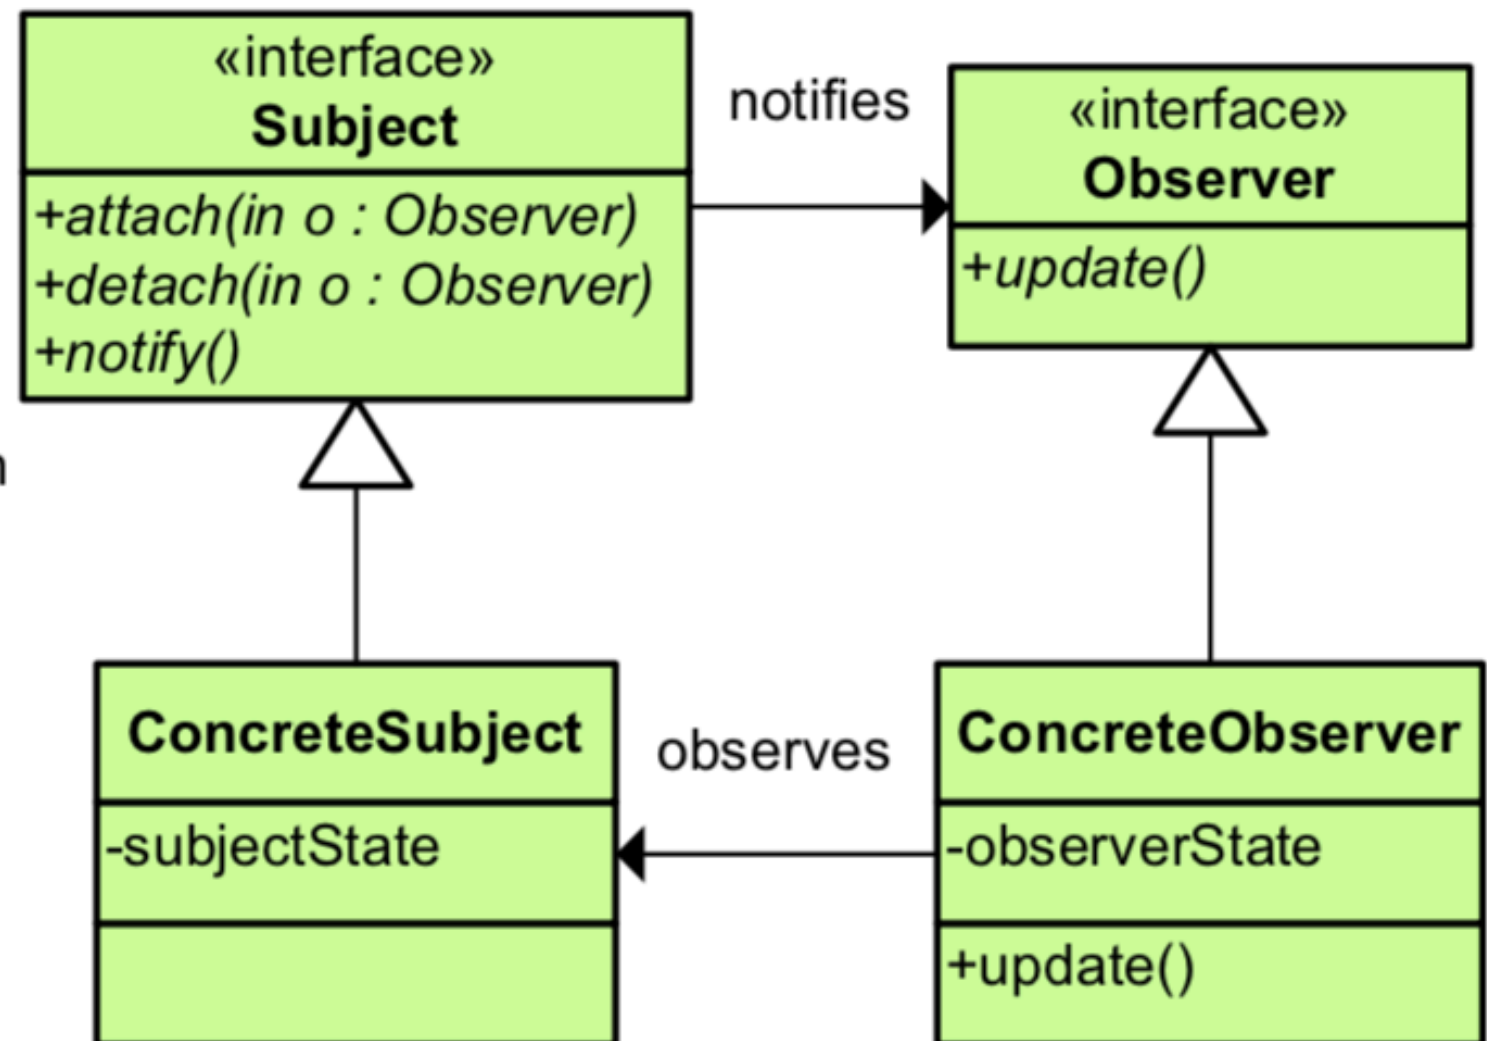 «interface»
Subject
+attach(in o : Observer)
+detach(in o : Observer)
+notify()
notifies
«interface»
Observer
+update()
ConcreteSubject
-subjectState
observes
ConcreteObserver
-observerState
+update()